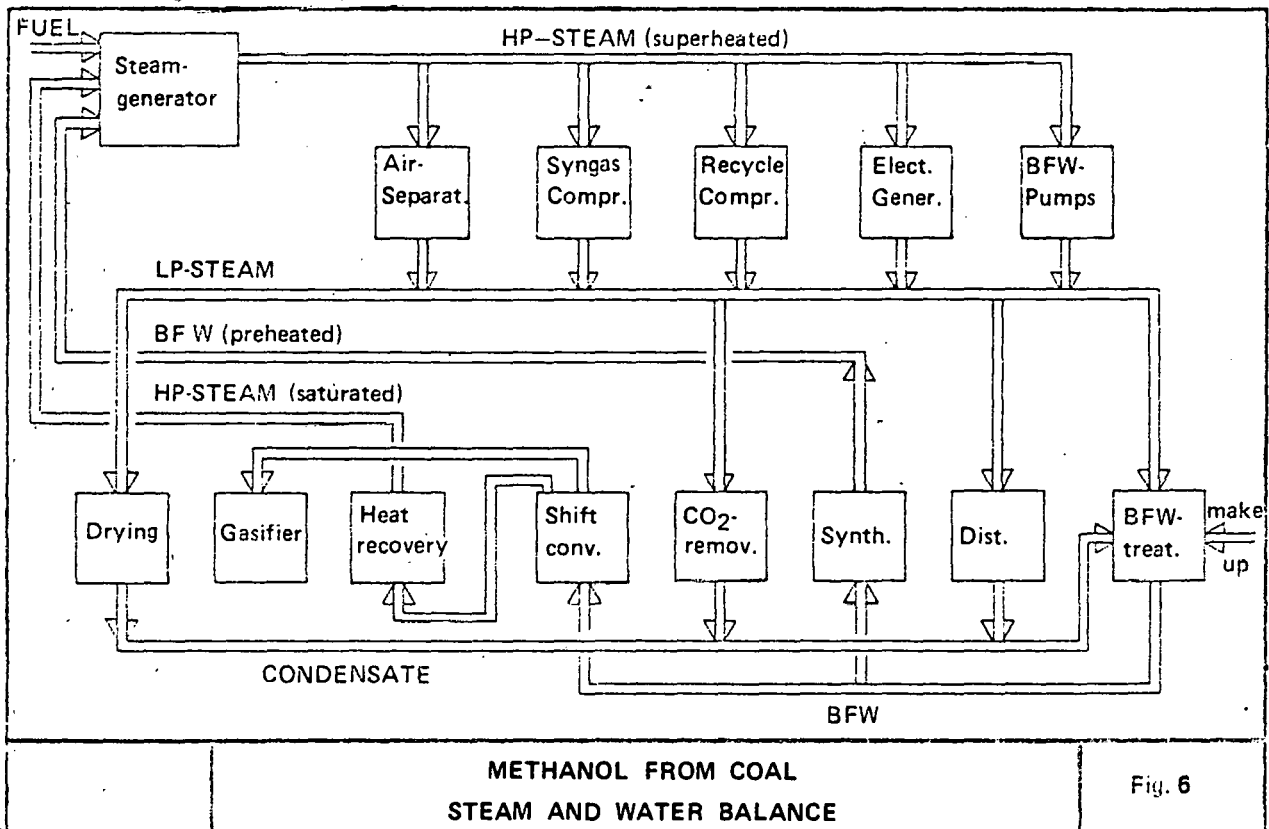 FUEL
Steam-
generator
HP-STEAM (superheated)
Air-
Separat.
Syngas
Compr.
Recycle
Compr.
Elect.
Gener.
BFW-
Pumps
LP-STEAM
BF W (preheated)
HP-STEAM (saturated)
Drying
Gasifier
Heat
recovery
Shift
conv.
CO2-
remov.
Synth.
Dist.
BFW-
treat.
make
up
CONDENSATE
BFW
METHANOL FROM COAL
STEAM AND WATER BALANCE
Fig. 6